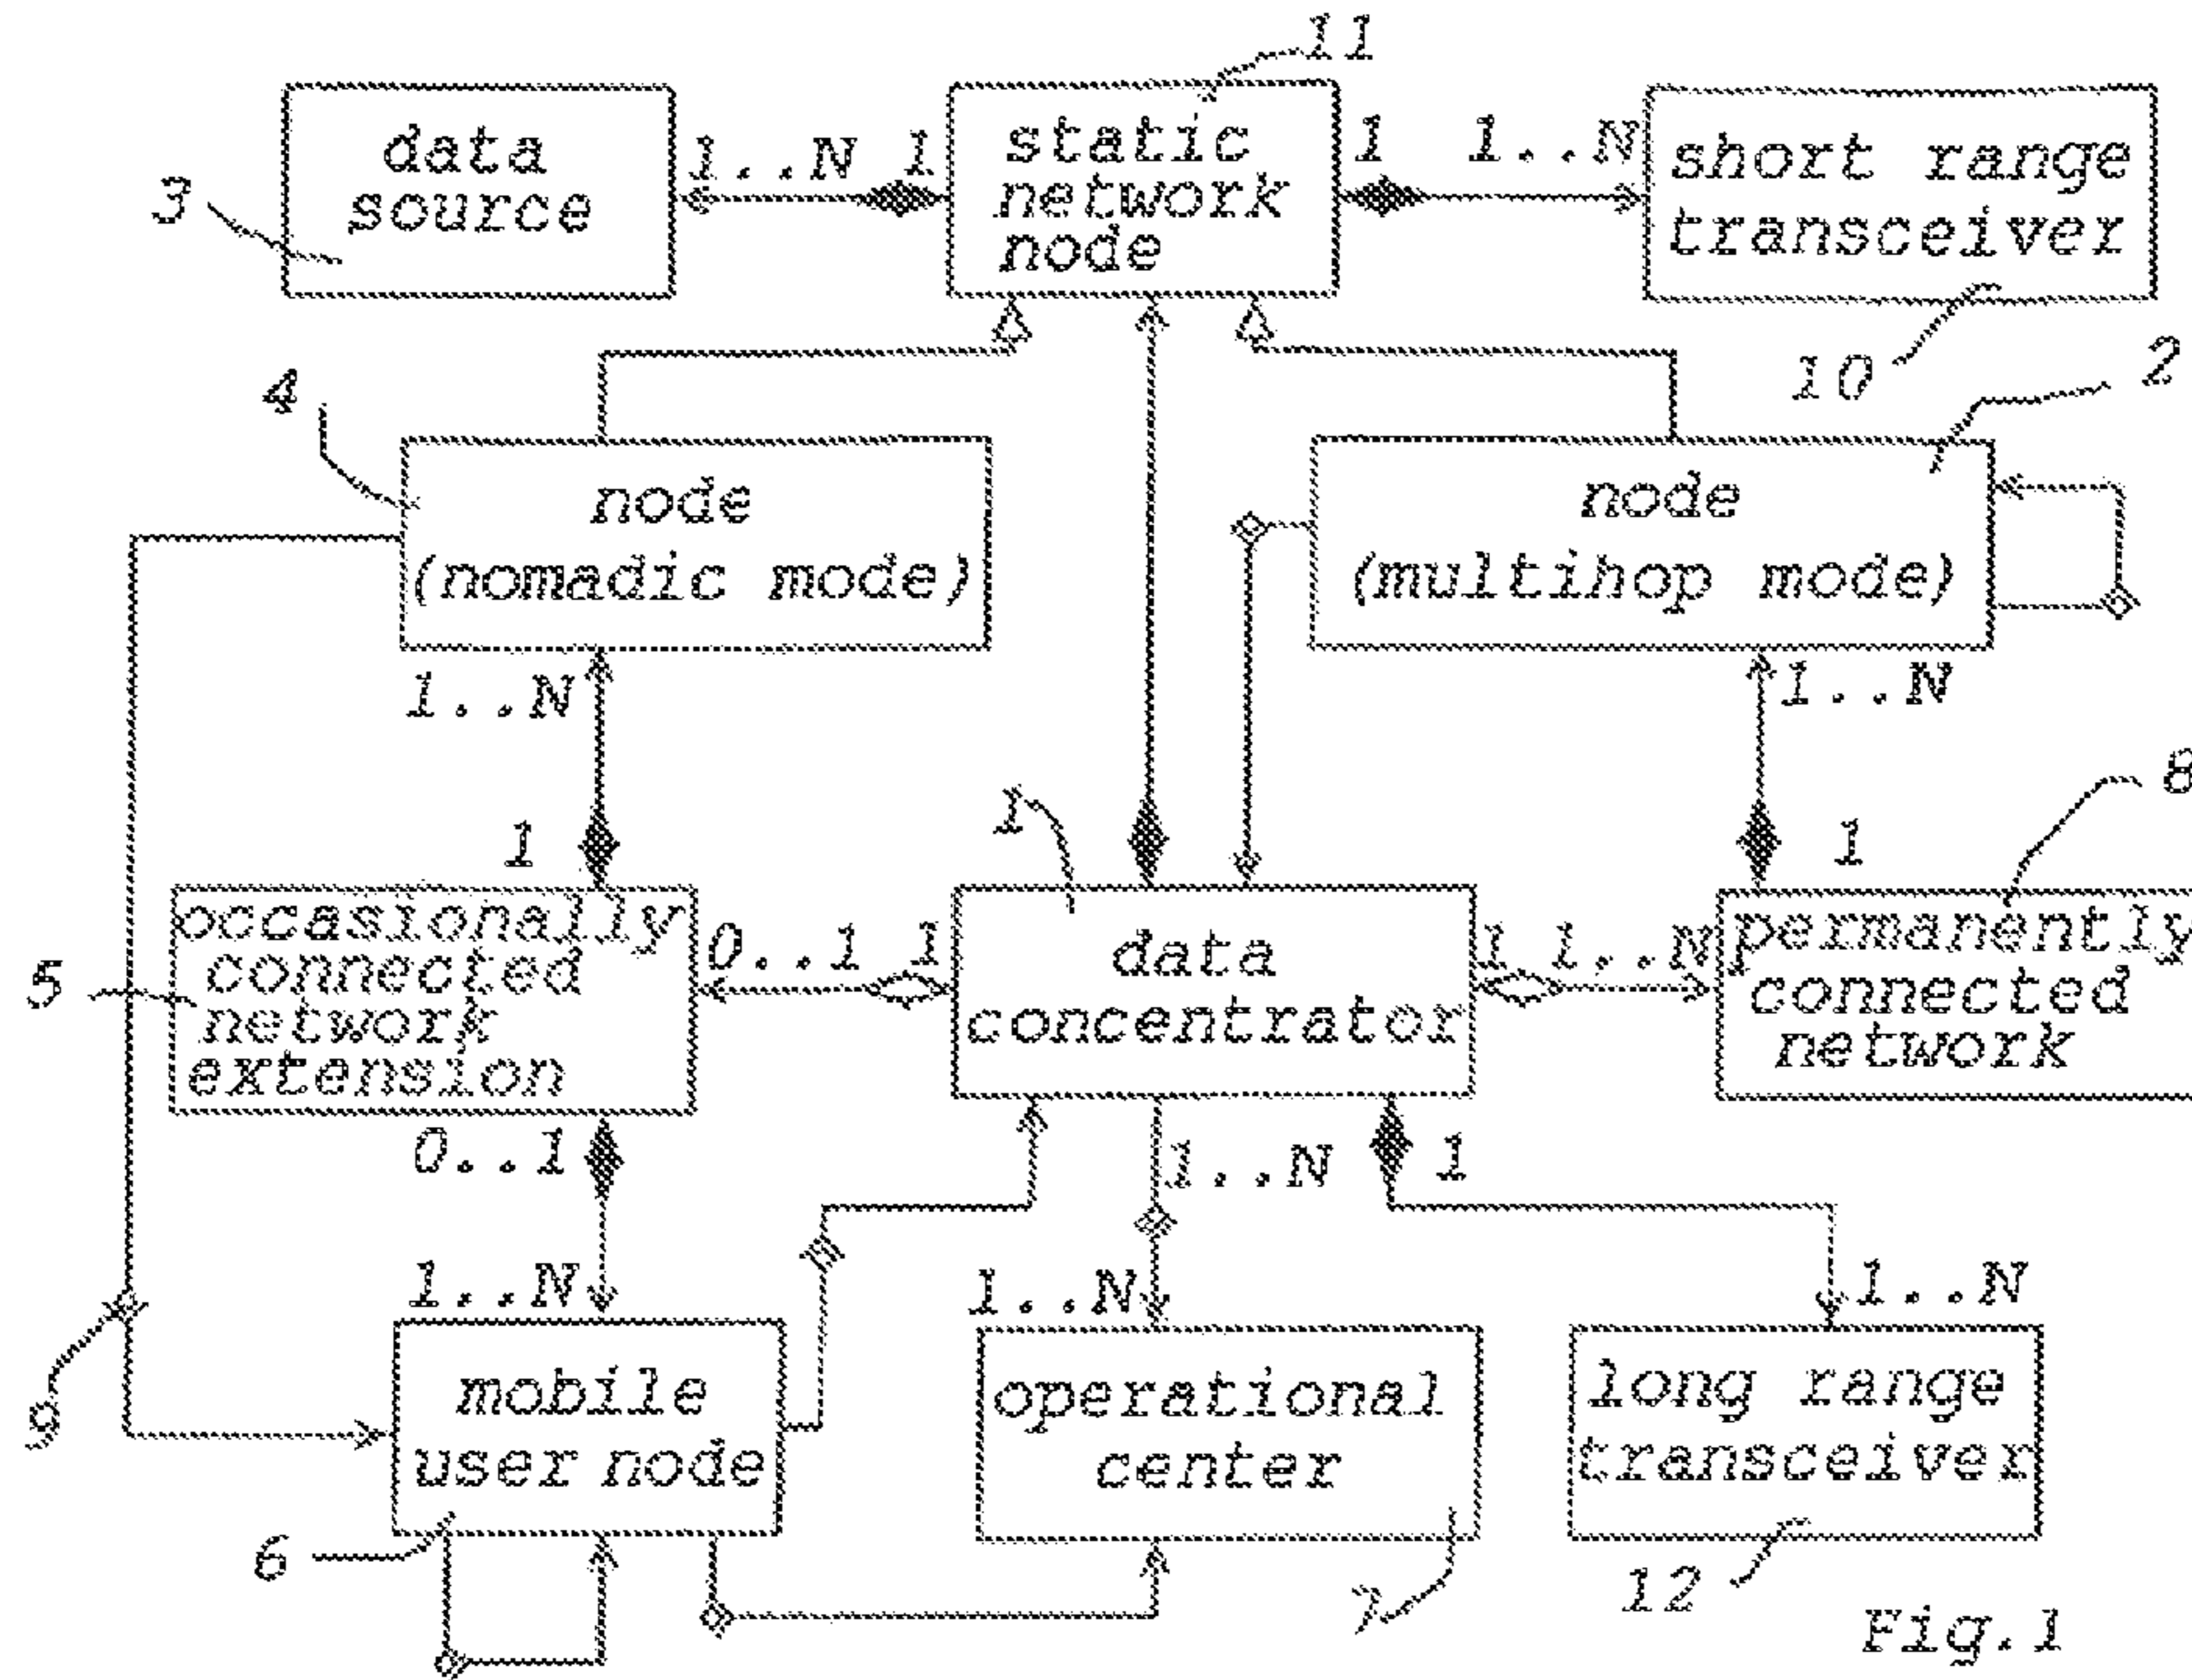 11
data
source
1..N
1
static
network
node
1
1..N
short range
transceiver
3
10
2
4
node
(nomadic mode)
node
(multihop mode)
1..N
1..N
8
1
1
1
occasionally
connected
network
extension
0..1
1
data
concentrator
1
1..N
permanently
connected
network
5
0..1
1..N
1
1..N
1..N
1..N
9
mobile
user node
operational
center
long range
transceiver
6
7
12
Fig.1